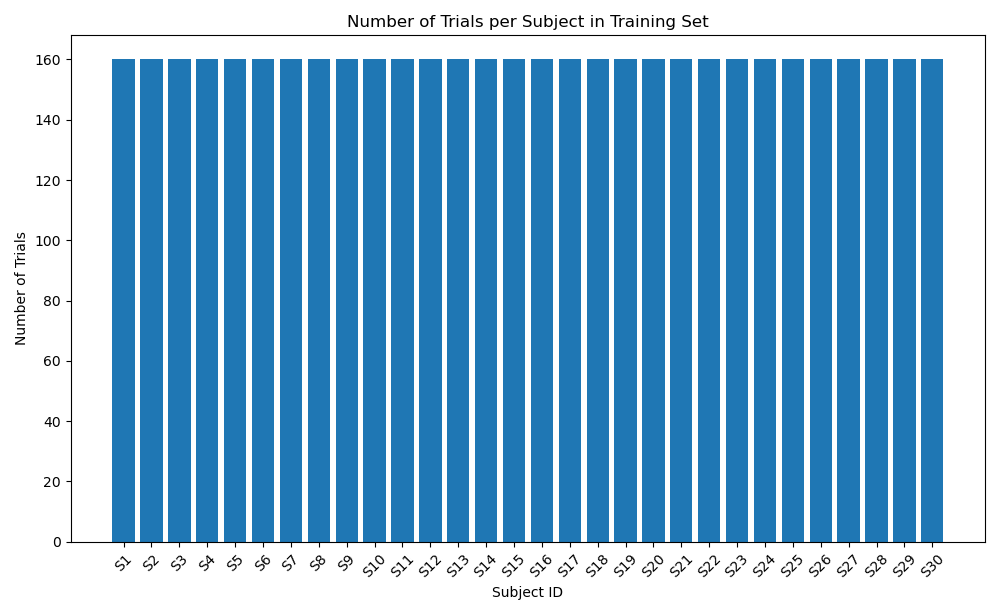 Number of Trials per Subject in Training Set
Number of Trials
160
140
120
100
80
60
40
20
0
S1 S2 S3 S4 S5 S6 S7 S8 S9 S10 S11 S12 S13 S14 S15 S16 S17 S18 S19 S20 S21 S22 S23 S24 S25 S26 S27 S28 S29 S30
Subject ID